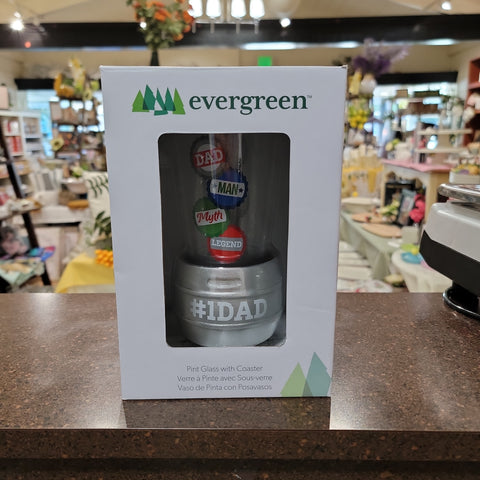 evergreen™
DAD
MAN
Myth
LEGEND
#1DAD
Pint Glass with Coaster
Verre à Pinte avec Sous-verre
Vaso de Pinta con Posavasos